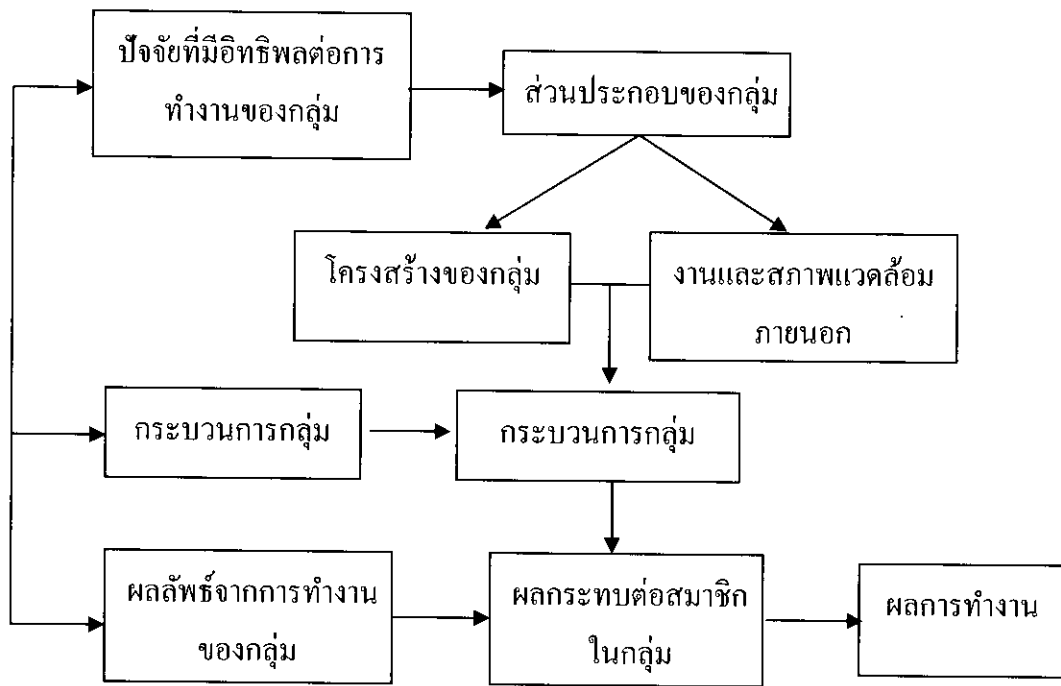 ปัจจัยที่มีอิทธิพลต่อการ
ทำงานของกลุ่ม
ส่วนประกอบของกลุ่ม
โครงสร้างของกลุ่ม
งานและสภาพแวดล้อม
ภายนอก
กระบวนการกลุ่ม
กระบวนการกลุ่ม
ผลลัพธ์จากการทำงาน
ของกลุ่ม
ผลกระทบต่อสมาชิก
ในกลุ่ม
ผลการทำงาน